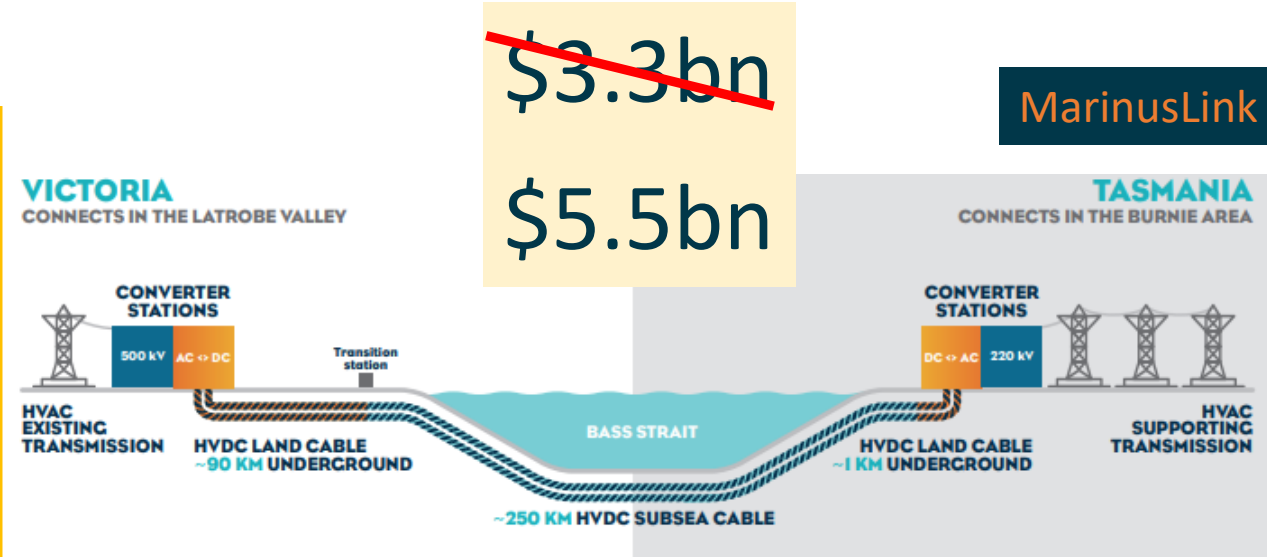 $3.3bn
$5.5bn
MarinusLink
VICTORIA
CONNECTS IN THE LATROBE VALLEY
TASMANIA
CONNECTS IN THE BURNIE AREA
CONVERTER
STATIONS
500 kV
AC <> DC
Transition
station
CONVERTER
STATIONS
DC <> AC
220 kV
HVAC
EXISTING
TRANSMISSION
HVDC LAND CABLE
~90 KM UNDERGROUND
BASS STRAIT
HVDC LAND CABLE
~1 KM UNDERGROUND
HVAC
SUPPORTING
TRANSMISSION
~250 KM HVDC SUBSEA CABLE